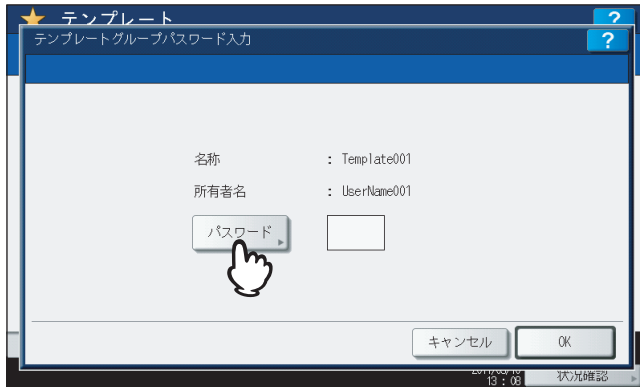 テンプレート
?
テンプレートグループパスワード入力
?
名称 : Template001
所有者名 : UserName001
パスワード
キャンセル
OK
13:08
状況確認